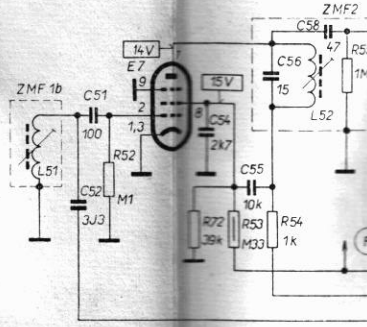 ZMF2
C58
14V
E7
15V
C56
47
R5
9
15
1M
ZMF 1b
C51
2
8
C54
L52
100
1,3
2k7
R52
C55
L51
C52
10k
3J3
M1
R72
R53
R54
39k
M33
1k